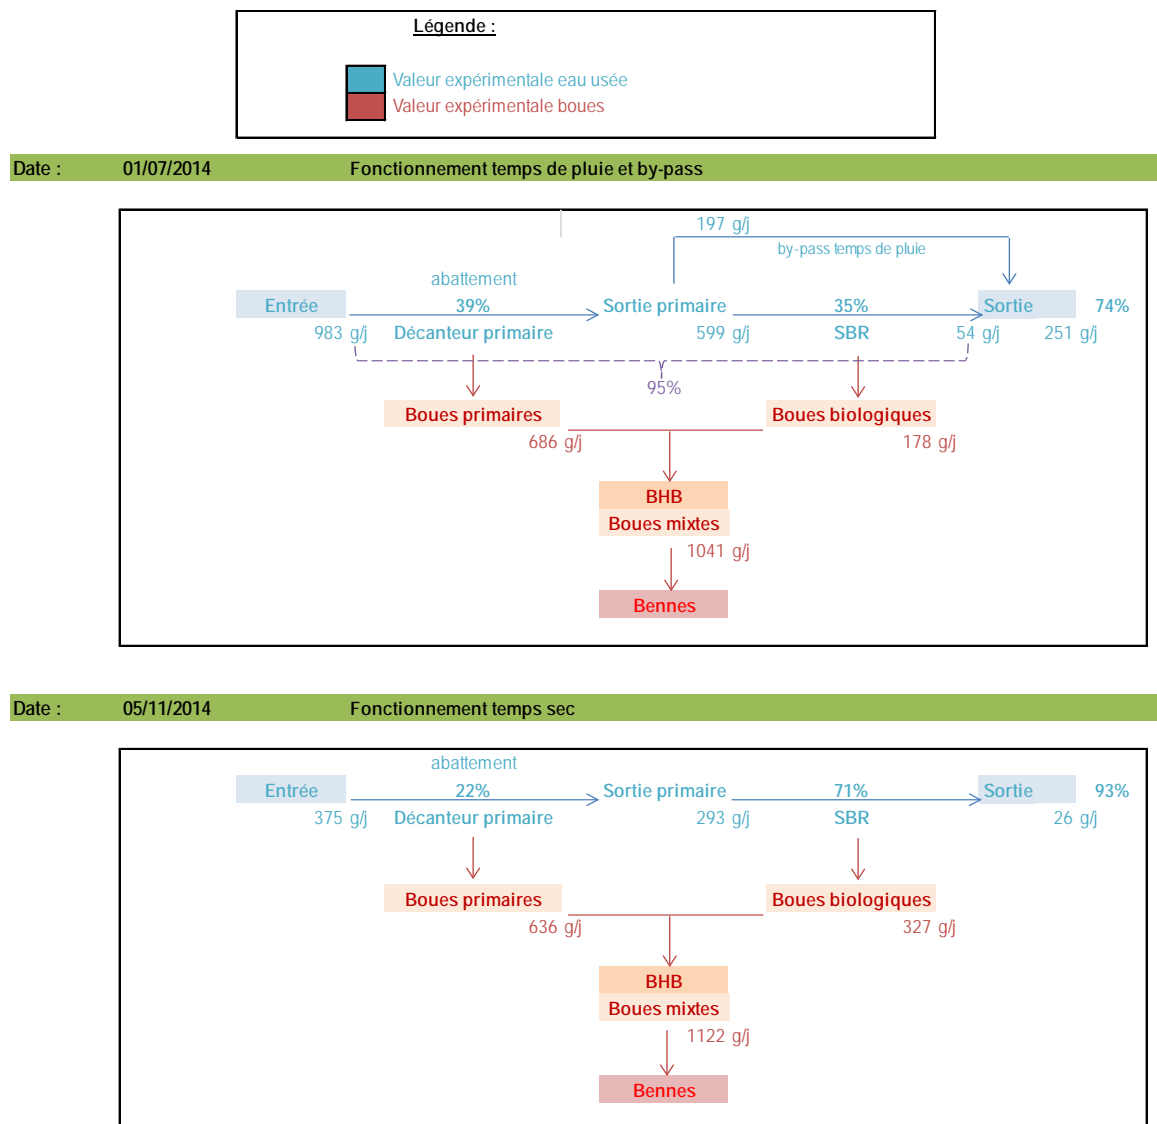 Légende :
Valeur expérimentale eau usée
Valeur expérimentale boues
Date : 01/07/2014 Fonctionnement temps de pluie et by-pass
197 g/j
by-pass temps de pluie
abattement
Entrée 39% Sortie primaire 35% Sortie 74%
983 g/j Décanteur primaire 599 g/j SBR 54 g/j 251 g/j
95%
Boues primaires Boues biologiques
686 g/j 178 g/j
BHB
Boues mixtes
1041 g/j
Bennes
Date : 05/11/2014 Fonctionnement temps sec
abattement
Entrée 22% Sortie primaire 71% Sortie 93%
375 g/j Décanteur primaire 293 g/j SBR 26 g/j
Boues primaires Boues biologiques
636 g/j 327 g/j
BHB
Boues mixtes
1122 g/j
Bennes